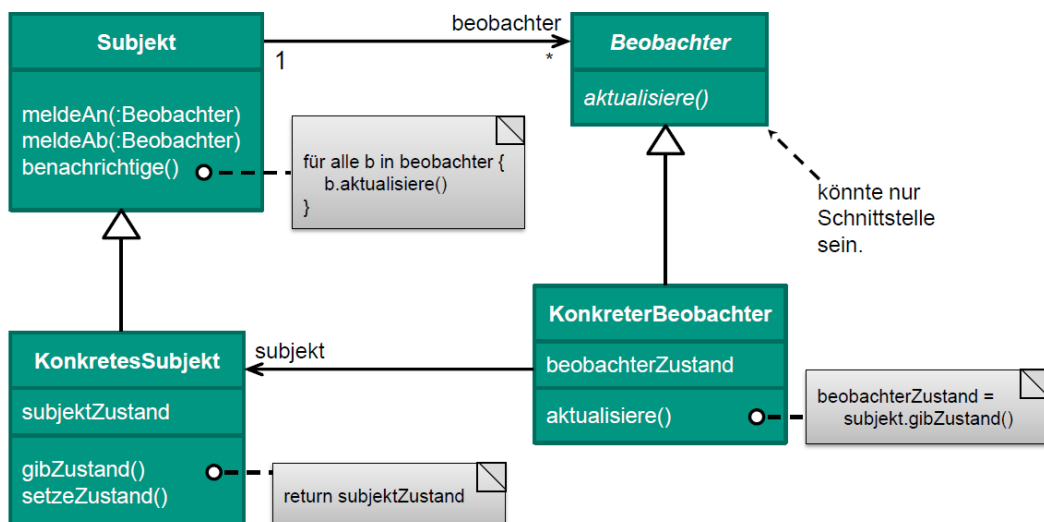 Subjekt
meldeAn(:Beobachter)
meldeAb(:Beobachter)
benachrichtige()
1
beobachter
*
Beobachter
aktualisiere()
für alle b in beobachter {
b.aktualisiere()
}
könnte nur
Schnittstelle
sein.
KonkretesSubjekt
subjektZustand
gibZustand()
setzeZustand()
subjekt
KonkreterBeobachter
beobachterZustand
aktualisiere()
beobachterZustand =
subjekt.gibZustand()
return subjektZustand